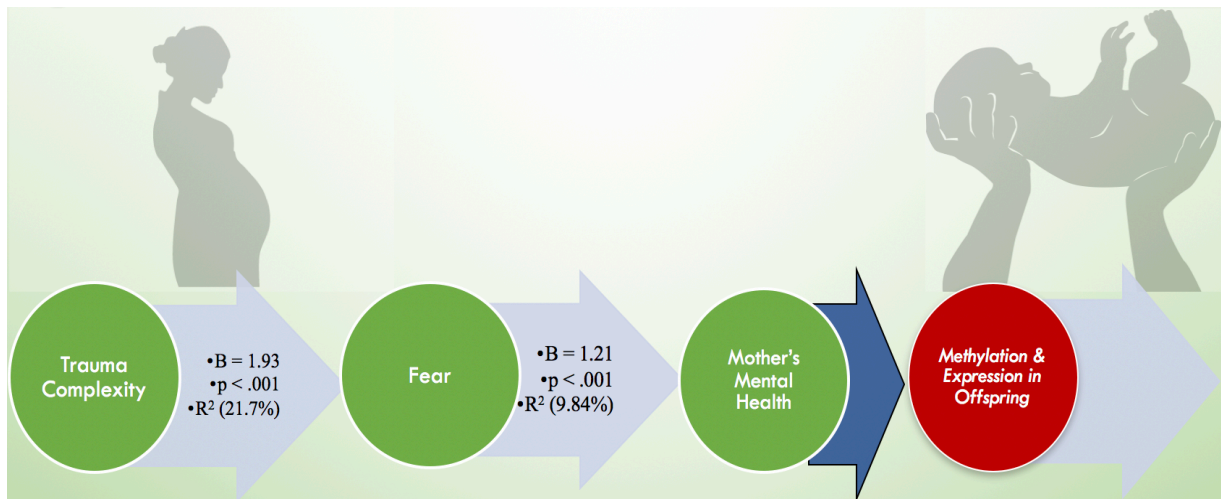 Trauma
Complexity
•B = 1.93
•p < .001
•R² (21.7%)
Fear
•B = 1.21
•p < .001
•R² (9.84%)
Mother's
Mental
Health
Methylation &
Expression in
Offspring